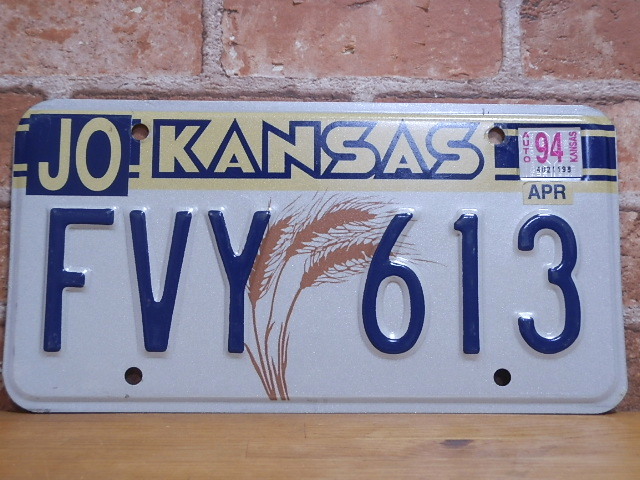 JO KANSAS
AUTO 94 KANSAS
APR
FVY 613